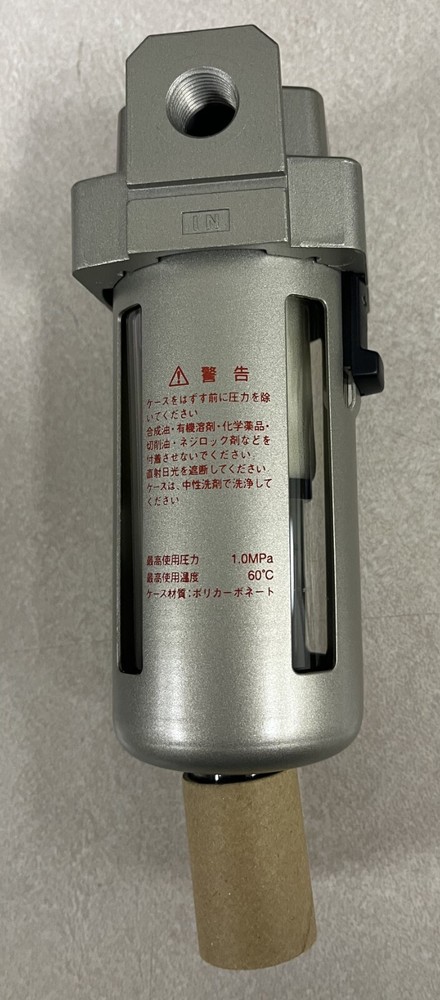 IN
警告
ケースをはずす前に圧力を除
いてください
合成油・有機溶剤・化学薬品・
切削油・ネジロック剤などを
付着させないでください
直射日光を遮断してください
ケースは、中性洗剤で洗浄して
ください
最高使用圧力 1.0MPa
最高使用温度 60℃
ケース材質：ポリカーボネート